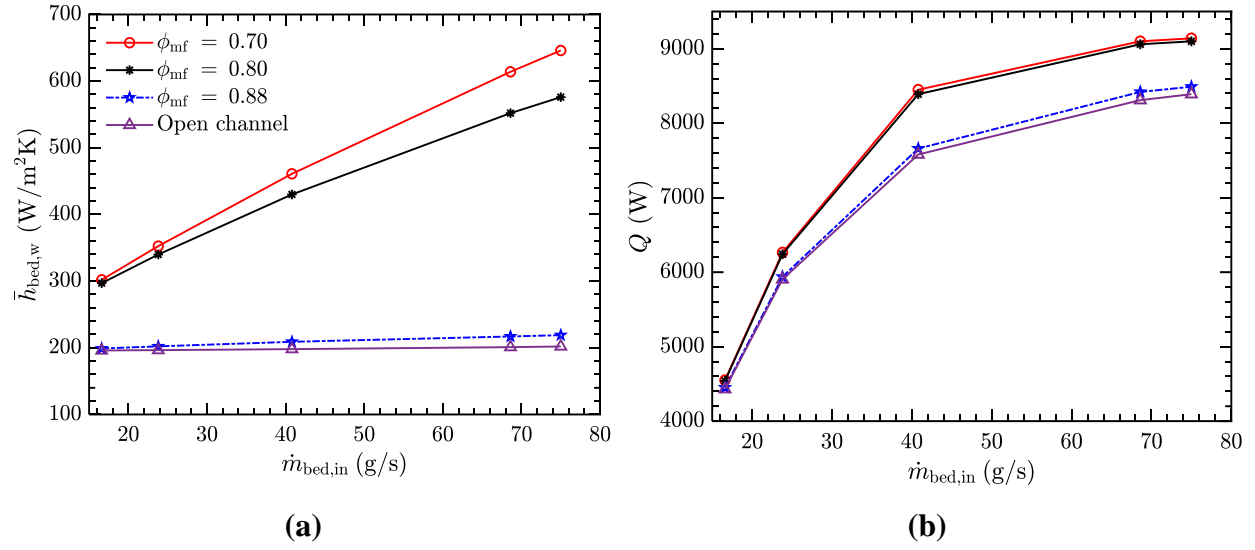 700
600
500
400
300
200
100
h̄bed,w (W/m²K)
ϕmf = 0.70
ϕmf = 0.80
ϕmf = 0.88
Open channel
20 30 40 50 60 70 80
ṁbed,in (g/s)
(a)
9000
8000
7000
6000
5000
4000
Q (W)
20 30 40 50 60 70 80
ṁbed,in (g/s)
(b)